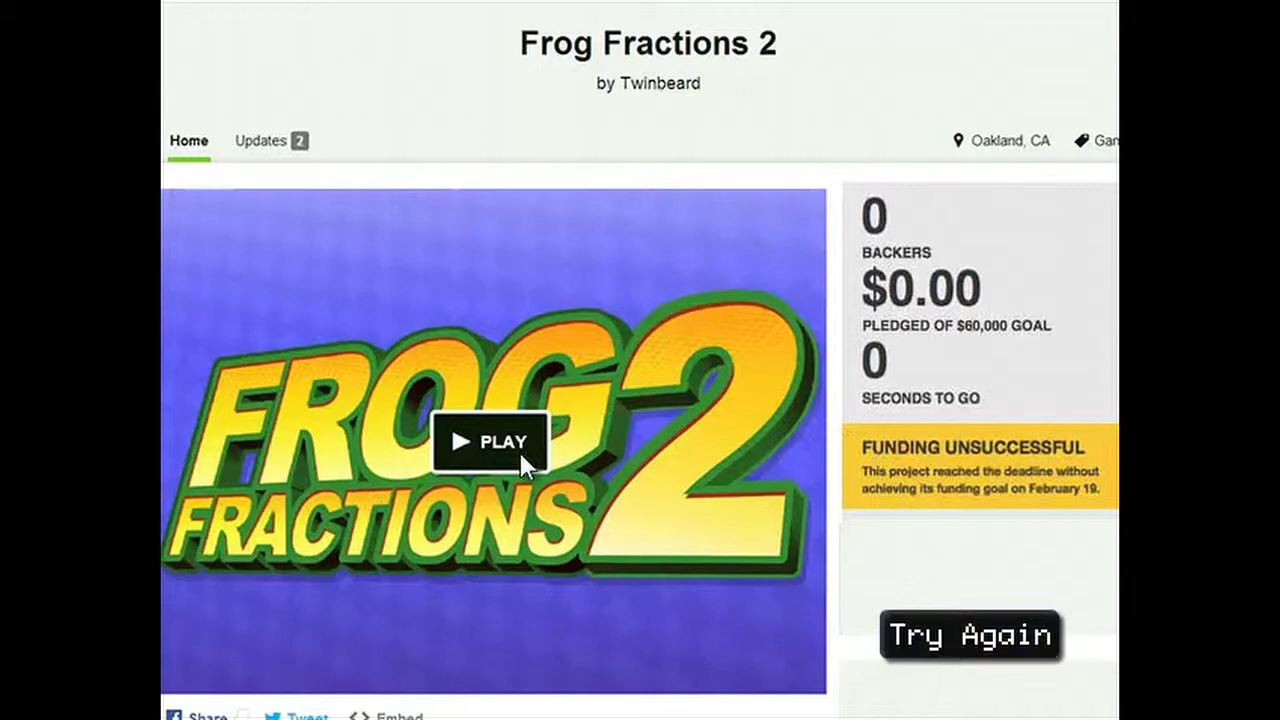 Frog Fractions 2
by Twinbeard
Home Updates 2
Oakland, CA Gam
0
BACKERS
$0.00
PLEDGED OF $60,000 GOAL
0
SECONDS TO GO
FUNDING UNSUCCESSFUL
This project reached the deadline without
achieving its funding goal on February 19.
FROG 2
PLAY
FRACTIONS
Try Again
Share Tweet Embed